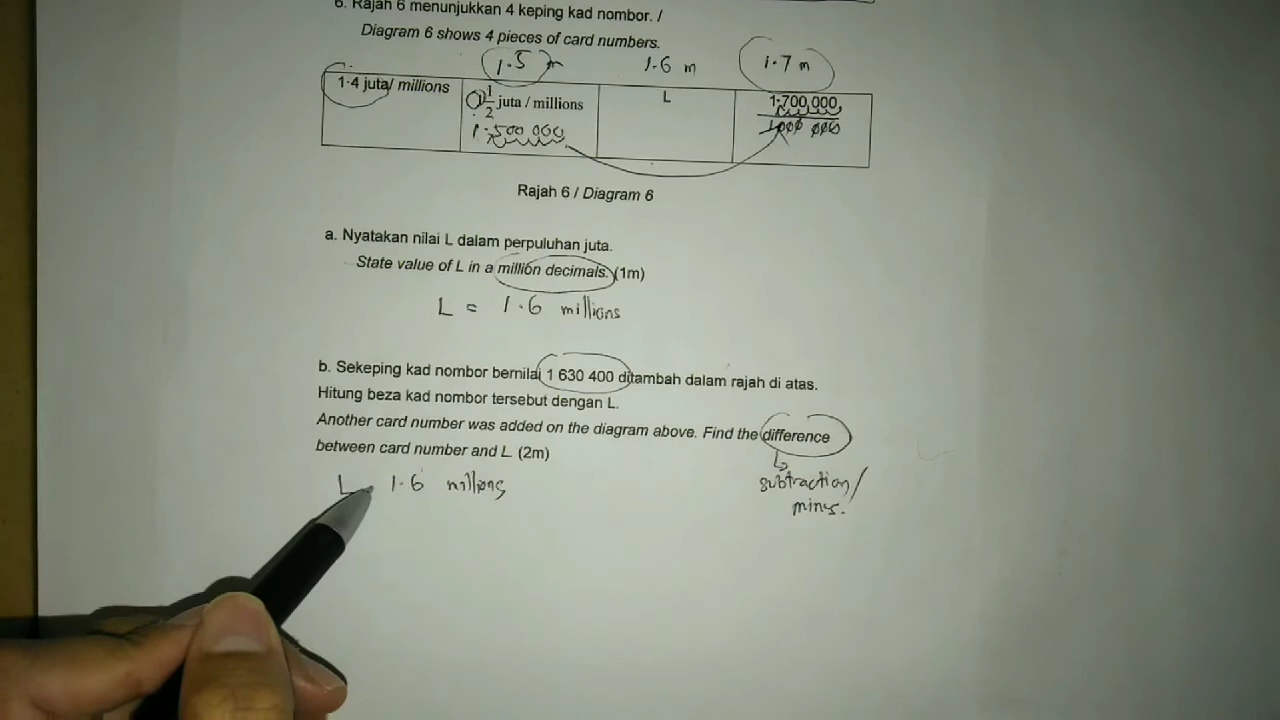 6. Rajah 6 menunjukkan 4 keping kad nombor. /
Diagram 6 shows 4 pieces of card numbers.
1.5 m 1.6 m 1.7 m
1.4 juta/ millions
1 1/2 juta / millions
1.500 000
L
1.700,000
1000 000
Rajah 6 / Diagram 6
a. Nyatakan nilai L dalam perpuluhan juta.
State value of L in a million decimals. (1m)
L = 1.6 millions
b. Sekeping kad nombor bernilai 1 630 400 ditambah dalam rajah di atas.
Hitung beza kad nombor tersebut dengan L.
Another card number was added on the diagram above. Find the difference
between card number and L. (2m)
L 1.6 millions
subtraction/
minus.